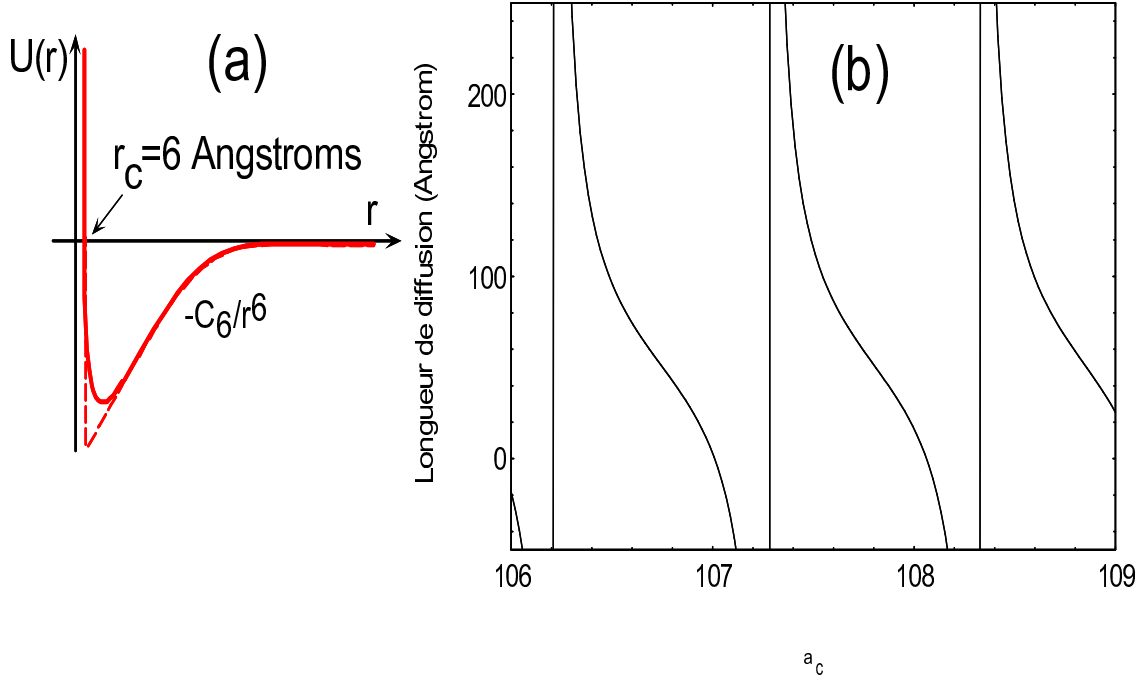 (a)
U(r)
r_c=6 Angstroms
r
-C_6/r^6
(b)
Longueur de diffusion (Angstrom)
200
100
0
106
107
108
109
a_c